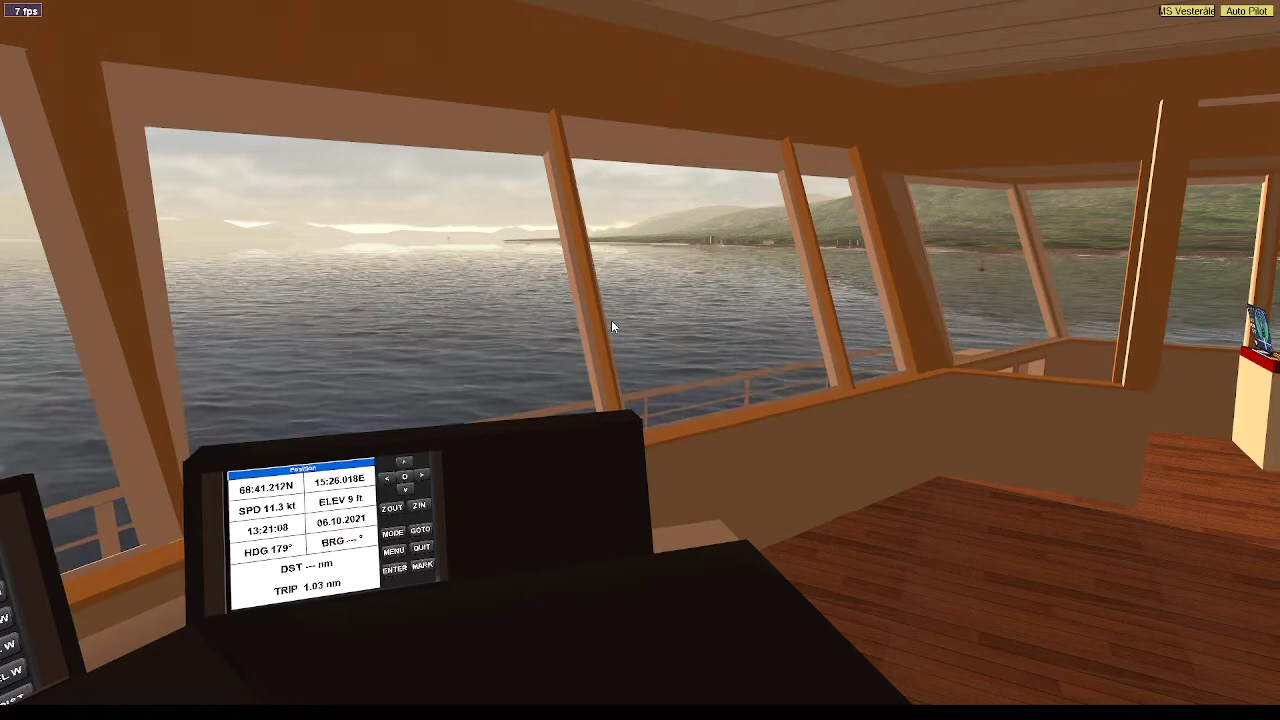 7 fps
MS Vesteråle
Auto Pilot
Position
68:41.212N 15:26.018E
SPD 11.3 kt ELEV 9 ft
13:21:08 06.10.2021
HDG 179° BRG --- °
DST --- nm
TRIP 1.03 nm
< O >
Z OUT Z IN
MODE GOTO
MENU QUIT
ENTER MARK